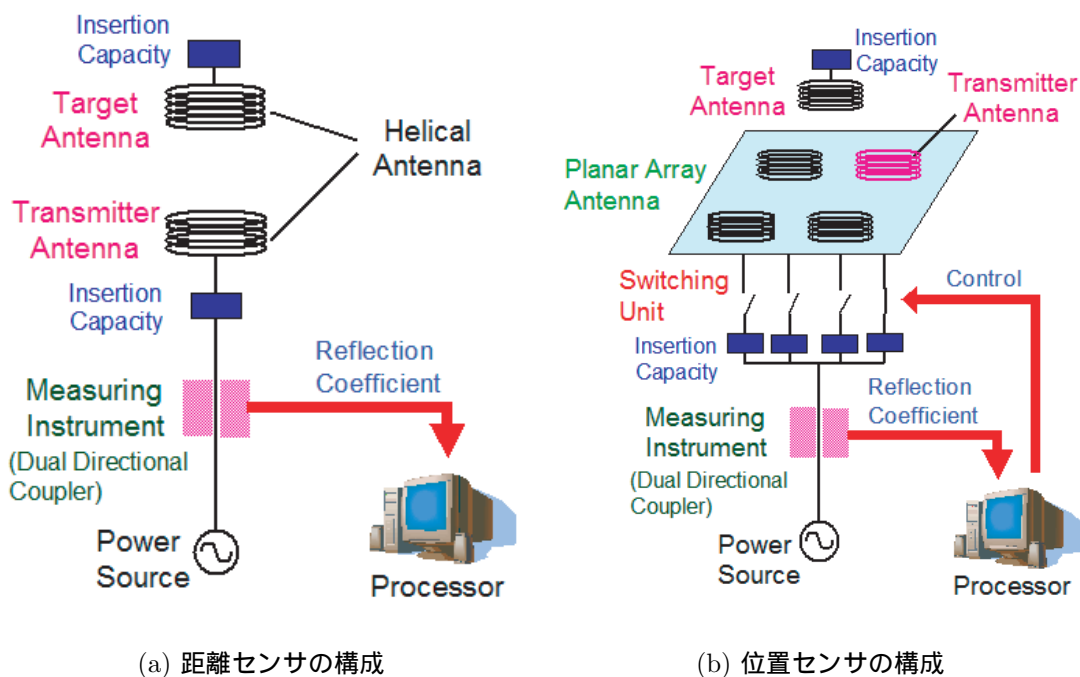 Insertion
Capacity
Target
Antenna
Helical
Antenna
Transmitter
Antenna
Insertion
Capacity
Reflection
Coefficient
Measuring
Instrument
(Dual Directional
Coupler)
Power
Source
Processor
(a) 距離センサの構成
Insertion
Capacity
Target
Antenna
Transmitter
Antenna
Planar Array
Antenna
Switching
Unit
Control
Insertion
Capacity
Reflection
Coefficient
Measuring
Instrument
(Dual Directional
Coupler)
Power
Source
Processor
(b) 位置センサの構成